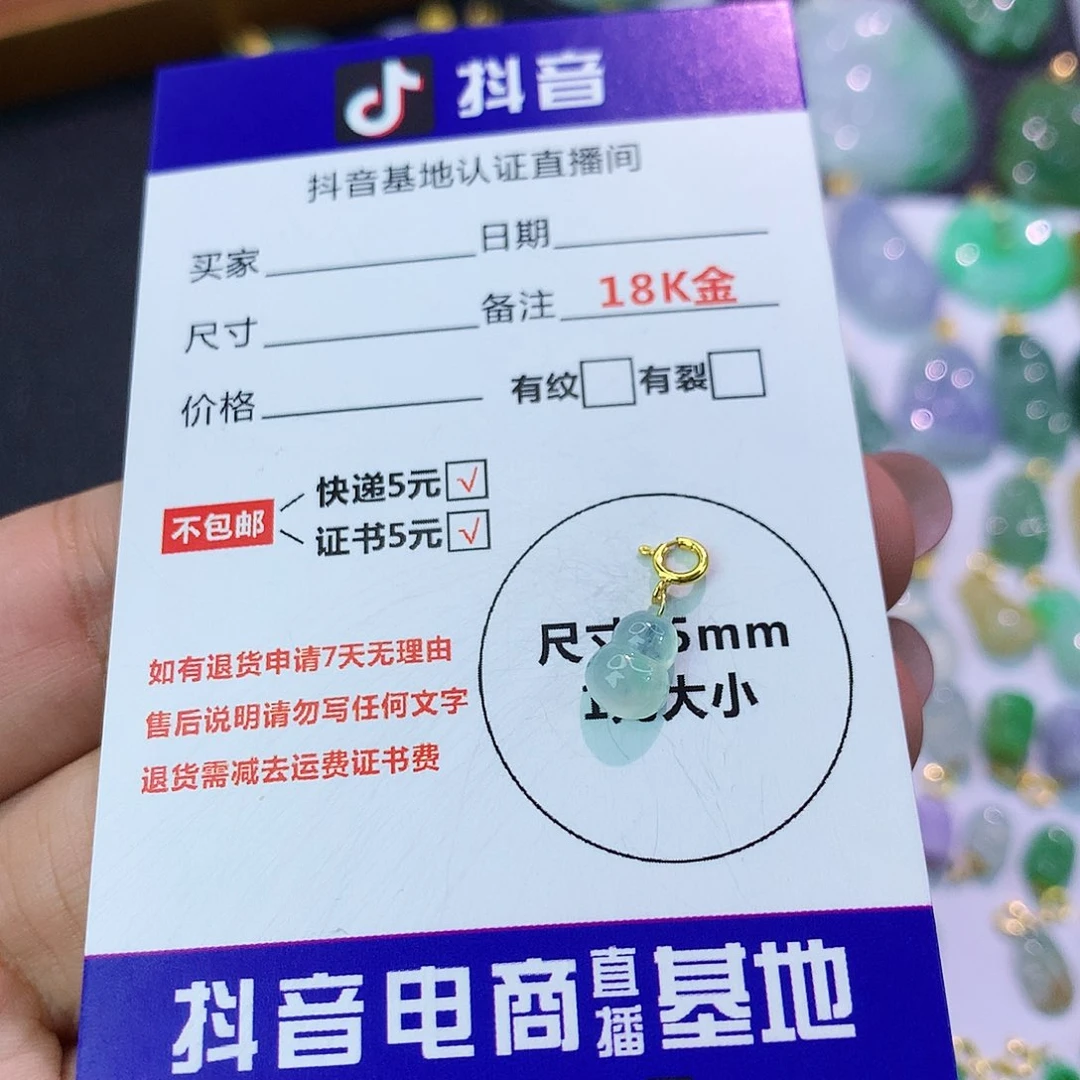 抖音
抖音基地认证直播间
买家 日期
尺寸 备注 18K金
价格 有纹 有裂
不包邮 快递5元 √
证书5元 √
尺寸 5mm
大小
如有退货申请7天无理由
售后说明请勿写任何文字
退货需减去运费证书费
抖音电商直播基地